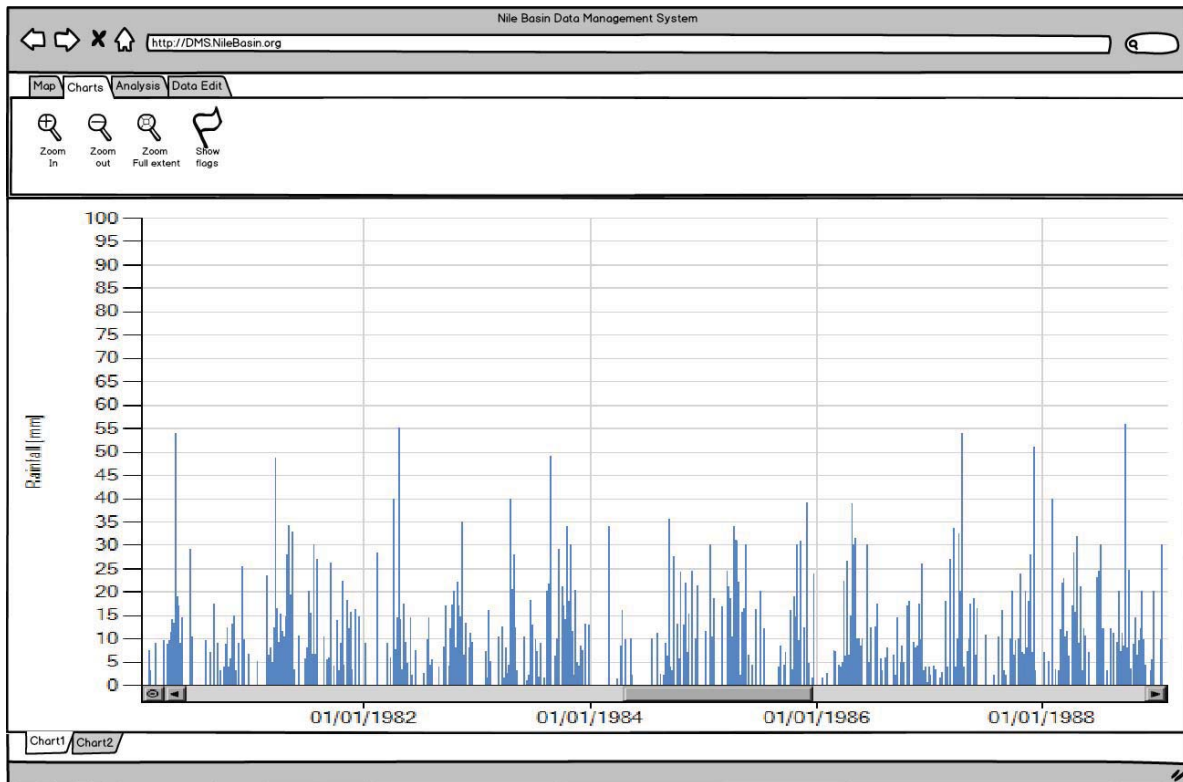 Nile Basin Data Management System
http://DMS.NileBasin.org
Map Charts Analysis Data Edit
Zoom In
Zoom out
Zoom Full extent
Show flags
100
95
90
85
80
75
70
65
60
55
50
45
40
35
30
25
20
15
10
5
0
Rainfall [mm]
01/01/1982 01/01/1984 01/01/1986 01/01/1988
Chart1 Chart2